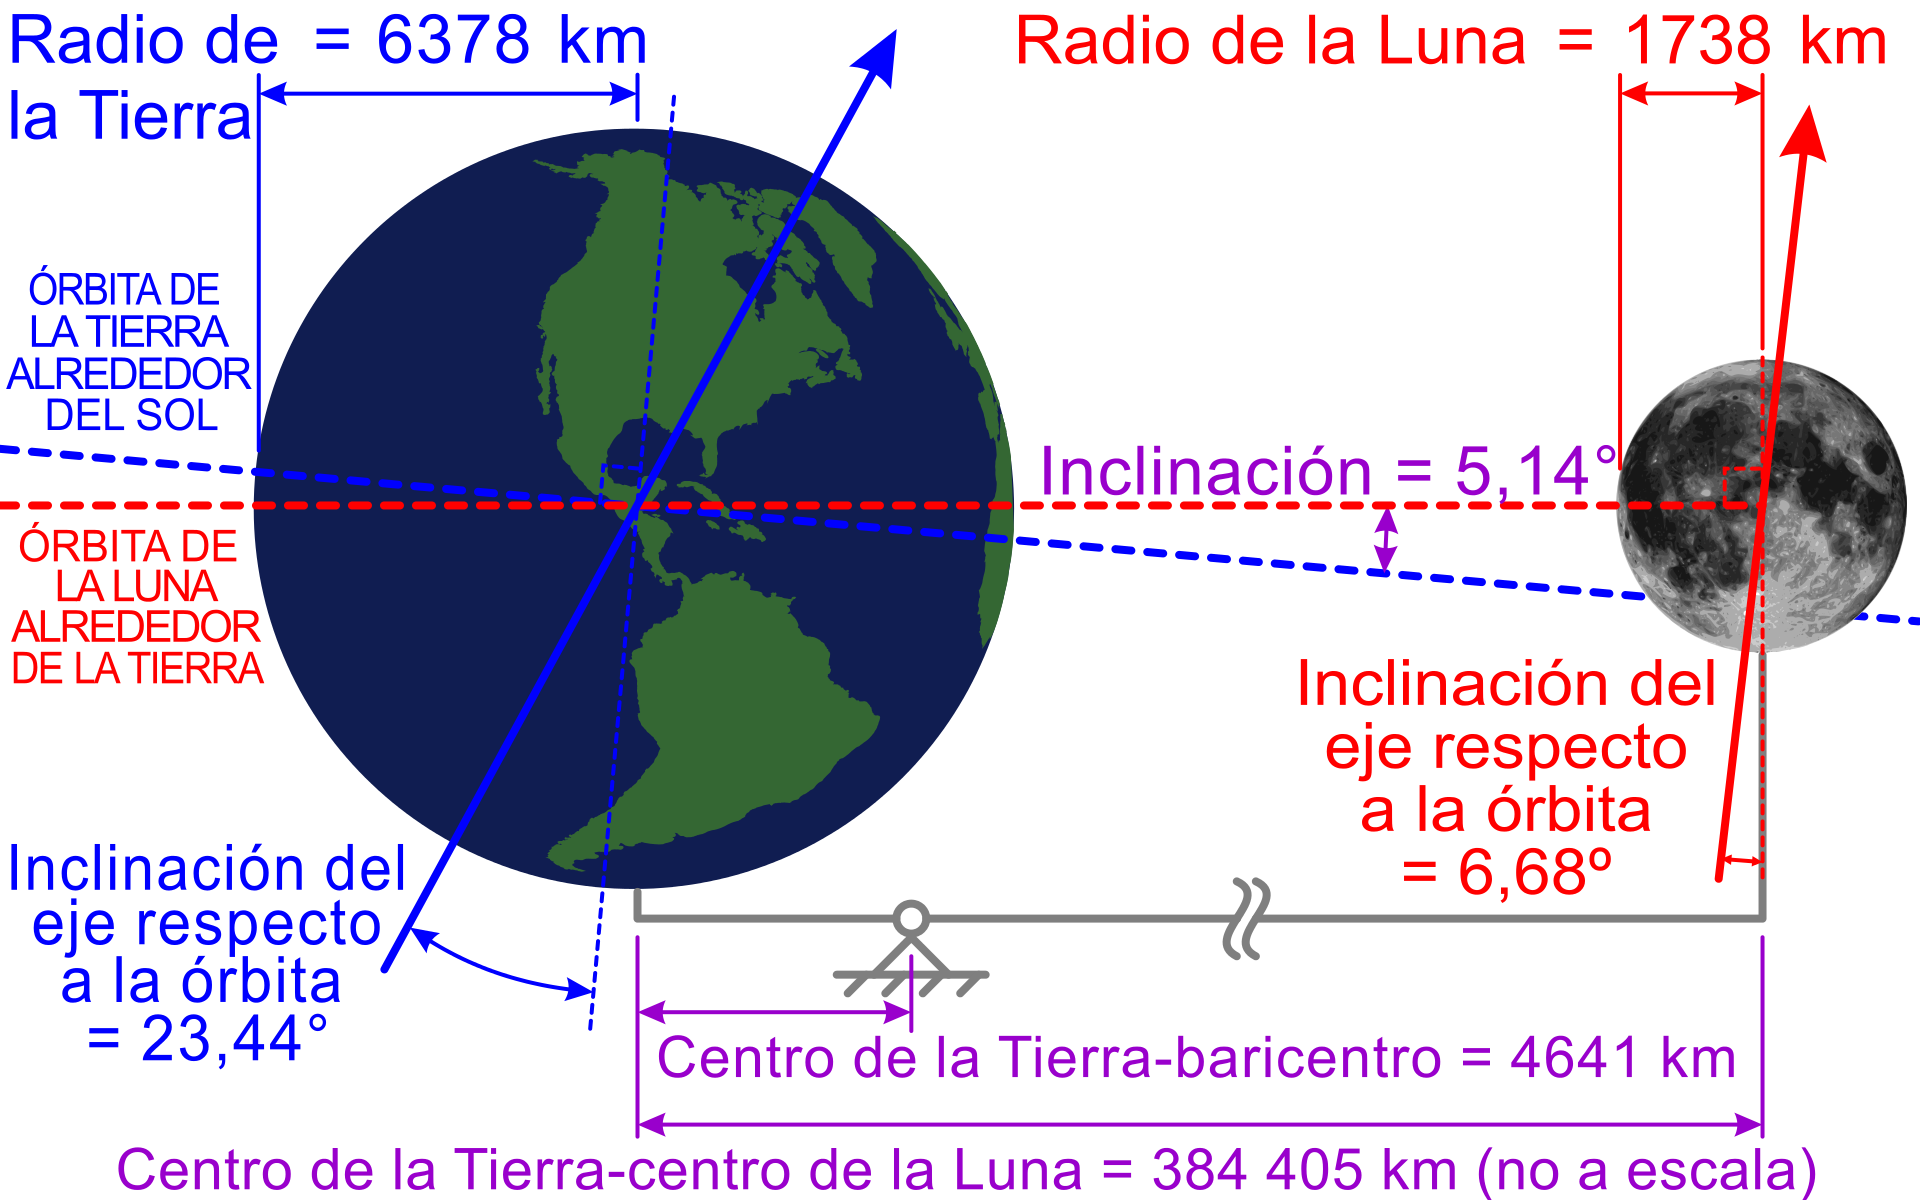 Radio de = 6378 km
la Tierra
Radio de la Luna = 1738 km
ÓRBITA DE
LA TIERRA
ALREDEDOR
DEL SOL
Inclinación = 5,14°
ÓRBITA DE
LA LUNA
ALREDEDOR
DE LA TIERRA
Inclinación del
eje respecto
a la órbita
= 6,68º
Inclinación del
eje respecto
a la órbita
= 23,44°
Centro de la Tierra-baricentro = 4641 km
Centro de la Tierra-centro de la Luna = 384 405 km (no a escala)